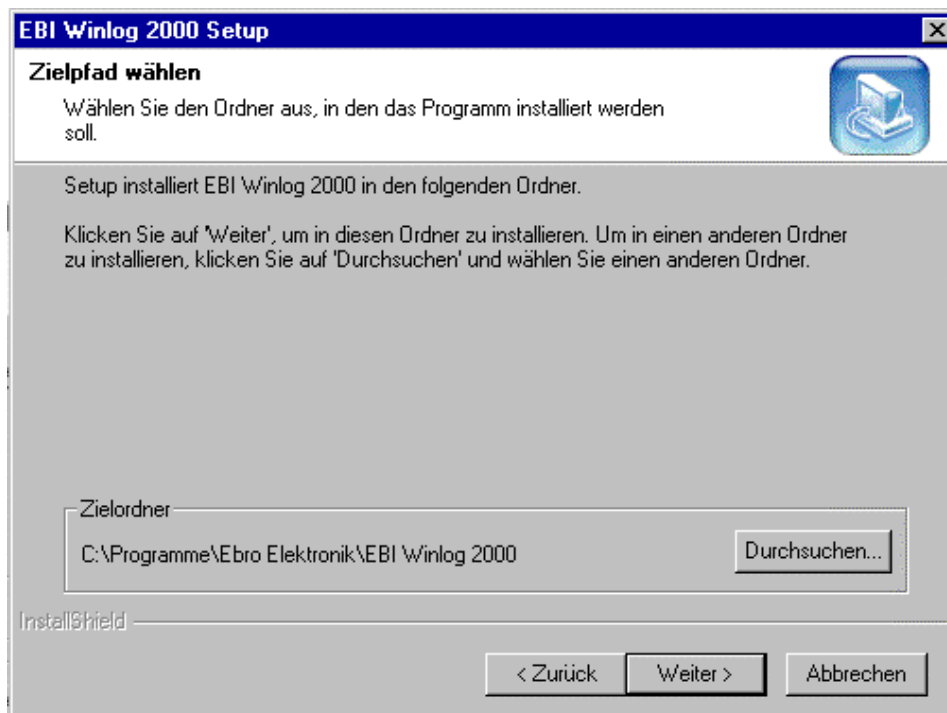 EBI Winlog 2000 Setup
Zielpfad wählen
Wählen Sie den Ordner aus, in den das Programm installiert werden
soll.
Setup installiert EBI Winlog 2000 in den folgenden Ordner.
Klicken Sie auf 'Weiter', um in diesen Ordner zu installieren. Um in einen anderen Ordner
zu installieren, klicken Sie auf 'Durchsuchen' und wählen Sie einen anderen Ordner.
Zielordner
C:\Programme\Ebro Elektronik\EBI Winlog 2000
Durchsuchen...
InstallShield
< Zurück
Weiter >
Abbrechen